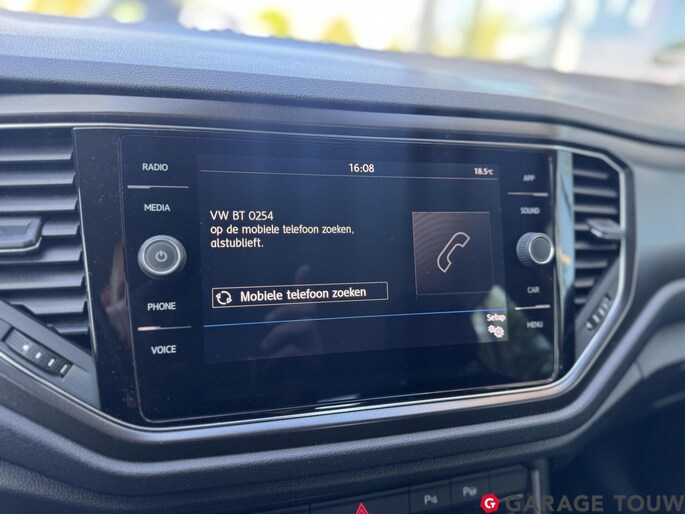 RADIO
MEDIA
PHONE
VOICE
16:08
18.5°C
VW BT 0254
op de mobiele telefoon zoeken,
alstublieft.
Mobiele telefoon zoeken
Setup
APP
SOUND
CAR
MENU
G GARAGE TOUW